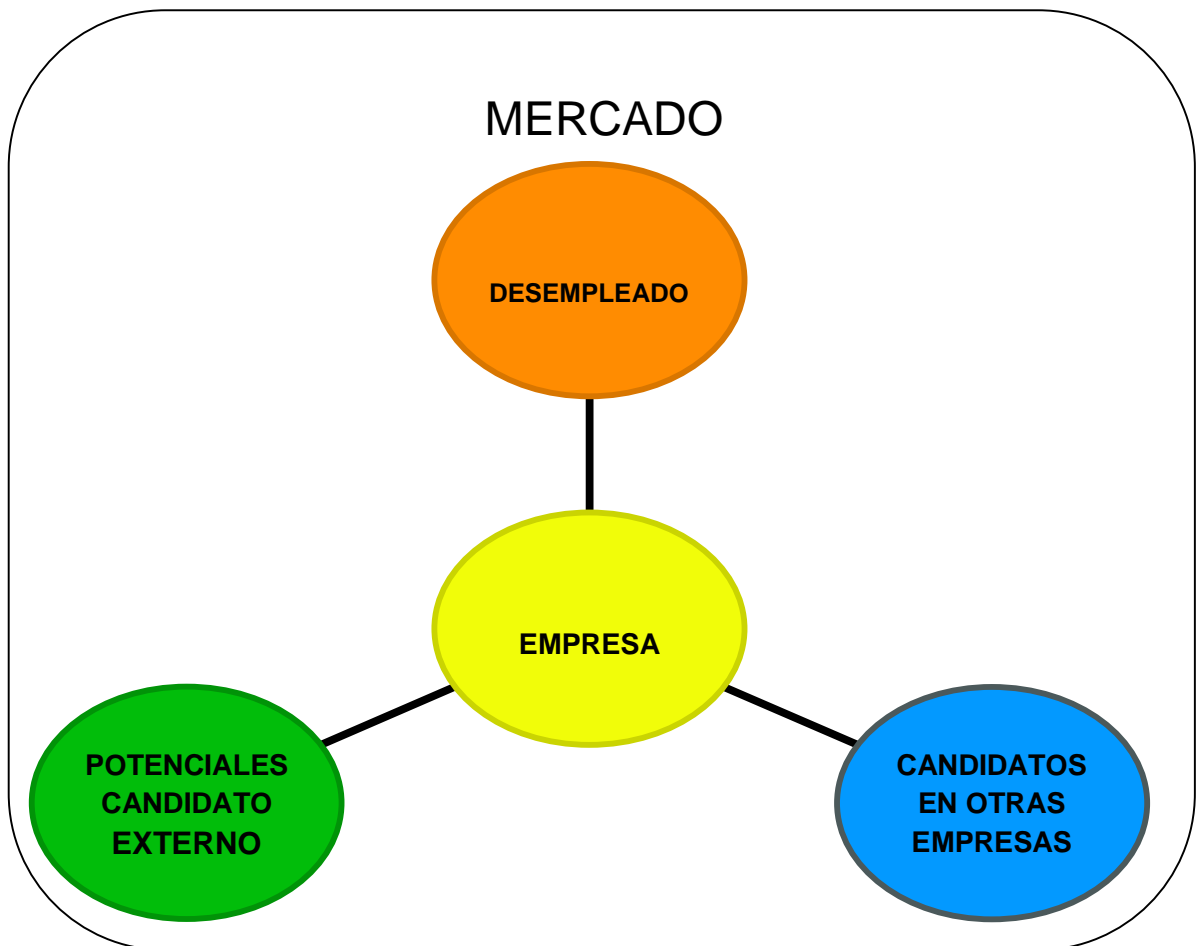 MERCADO
DESEMPLEADO
EMPRESA
POTENCIALES
CANDIDATO
EXTERNO
CANDIDATOS
EN OTRAS
EMPRESAS